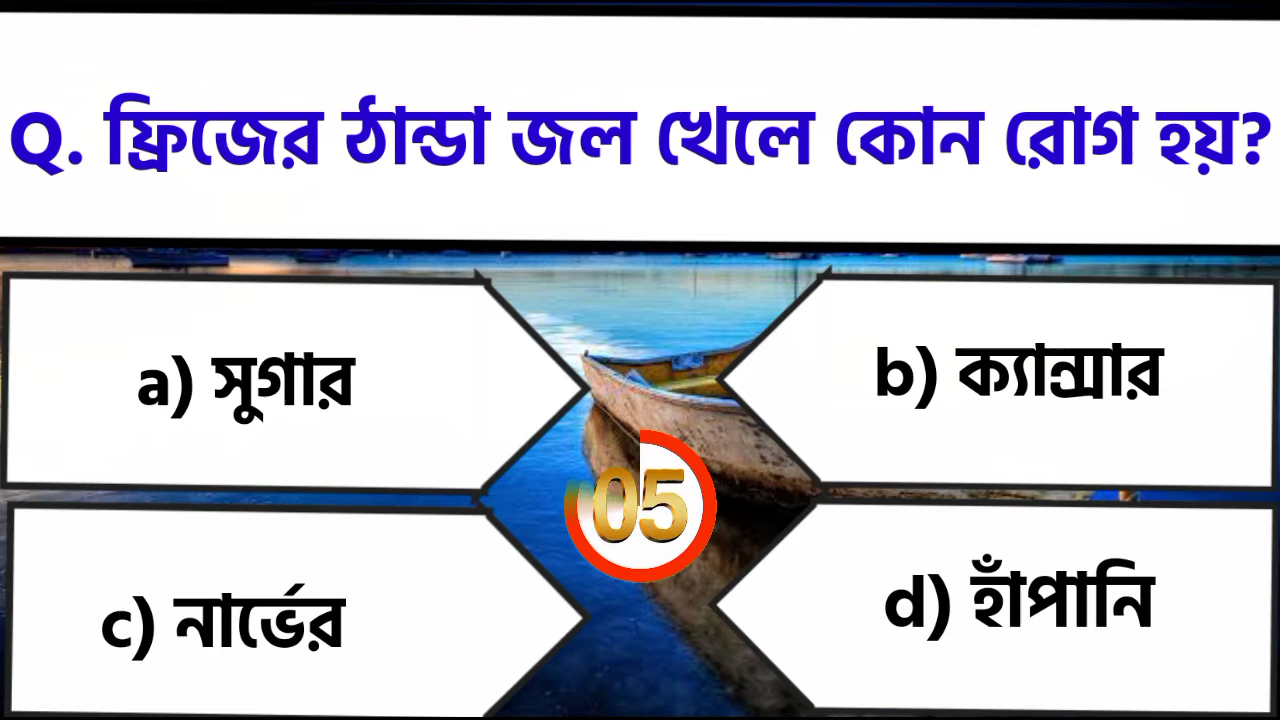 Q. ফ্রিজের ঠান্ডা জল খেলে কোন রোগ হয়?
a) সুগার
b) ক্যান্সার
05
c) নার্ভের
d) হাঁপানি